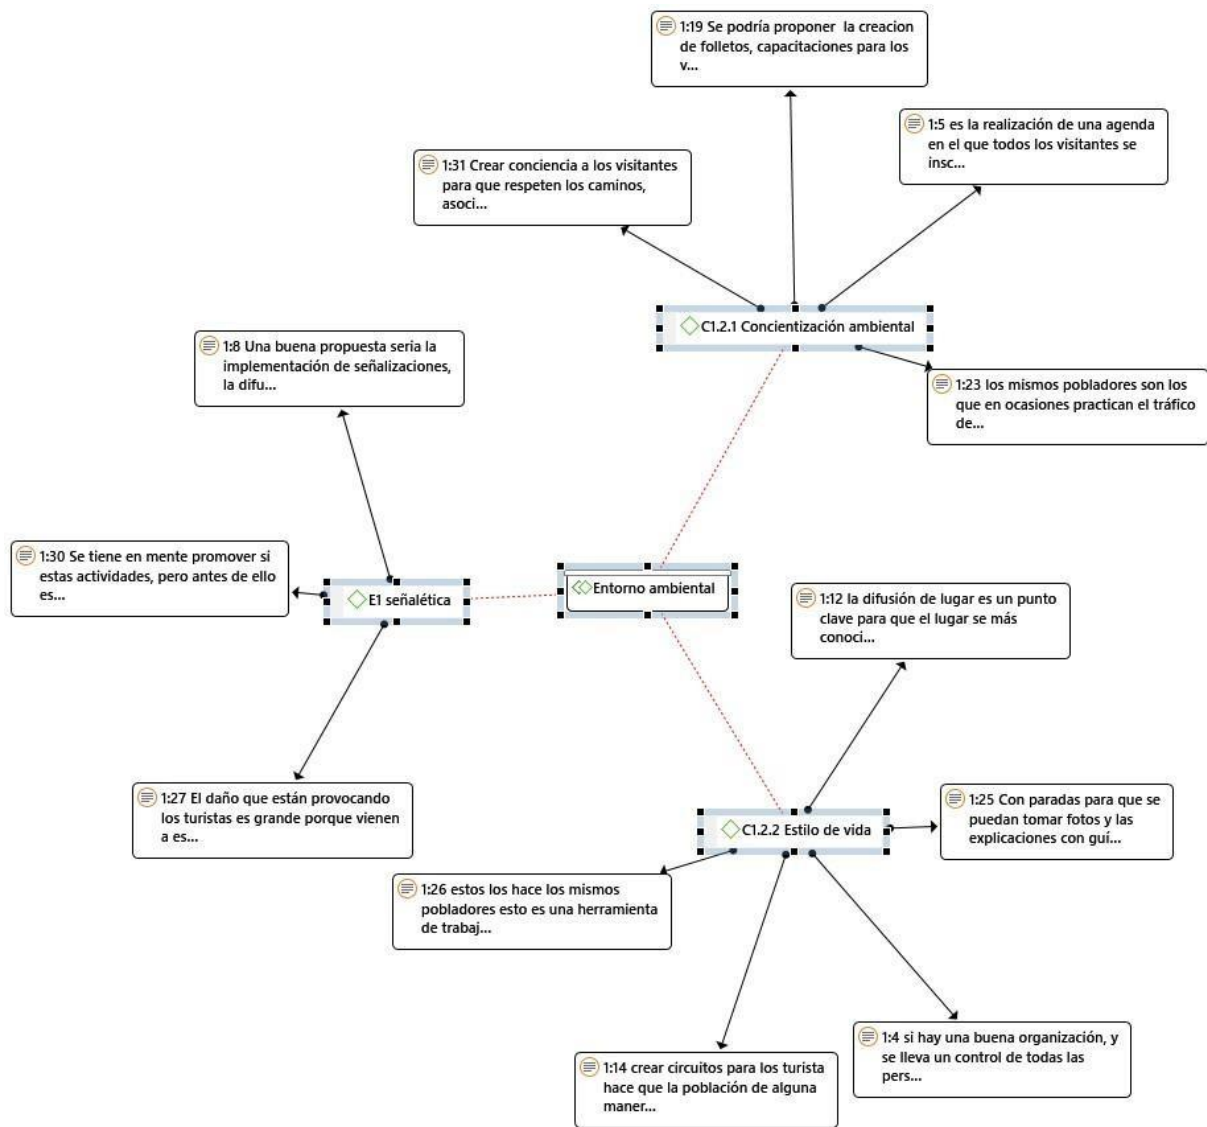 1:19 Se podría proponer  la creacion
de folletos, capacitaciones para los
v...
1:5 es la realización de una agenda
en el que todos los visitantes se
insc...
1:31 Crear conciencia a los visitantes
para que respeten los caminos,
asoci...
C1.2.1 Concientización ambiental
1:8 Una buena propuesta seria la
implementación de señalizaciones,
la difu...
1:23 los mismos pobladores son los
que en ocasiones practican el tráfico
de...
1:30 Se tiene en mente promover si
estas actividades, pero antes de ello
es...
E1 señalética
Entorno ambiental
1:12 la difusión de lugar es un punto
clave para que el lugar se más
conoci...
1:27 El daño que están provocando
los turistas es grande porque vienen
a es...
C1.2.2 Estilo de vida
1:25 Con paradas para que se
puedan tomar fotos y las
explicaciones con guí...
1:26 estos los hace los mismos
pobladores esto es una herramienta
de trabaj...
1:4 si hay una buena organización, y
se lleva un control de todas las
pers...
1:14 crear circuitos para los turista
hace que la población de alguna
maner...